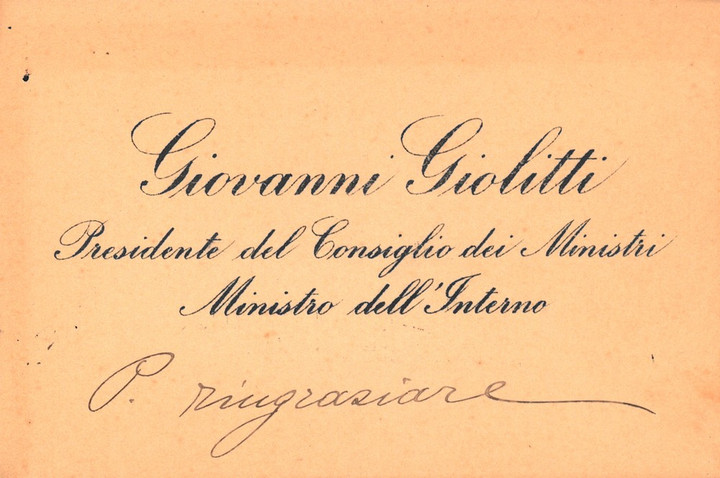 Giovanni Giolitti
Presidente del Consiglio dei Ministri
Ministro dell'Interno
P. ringraziare